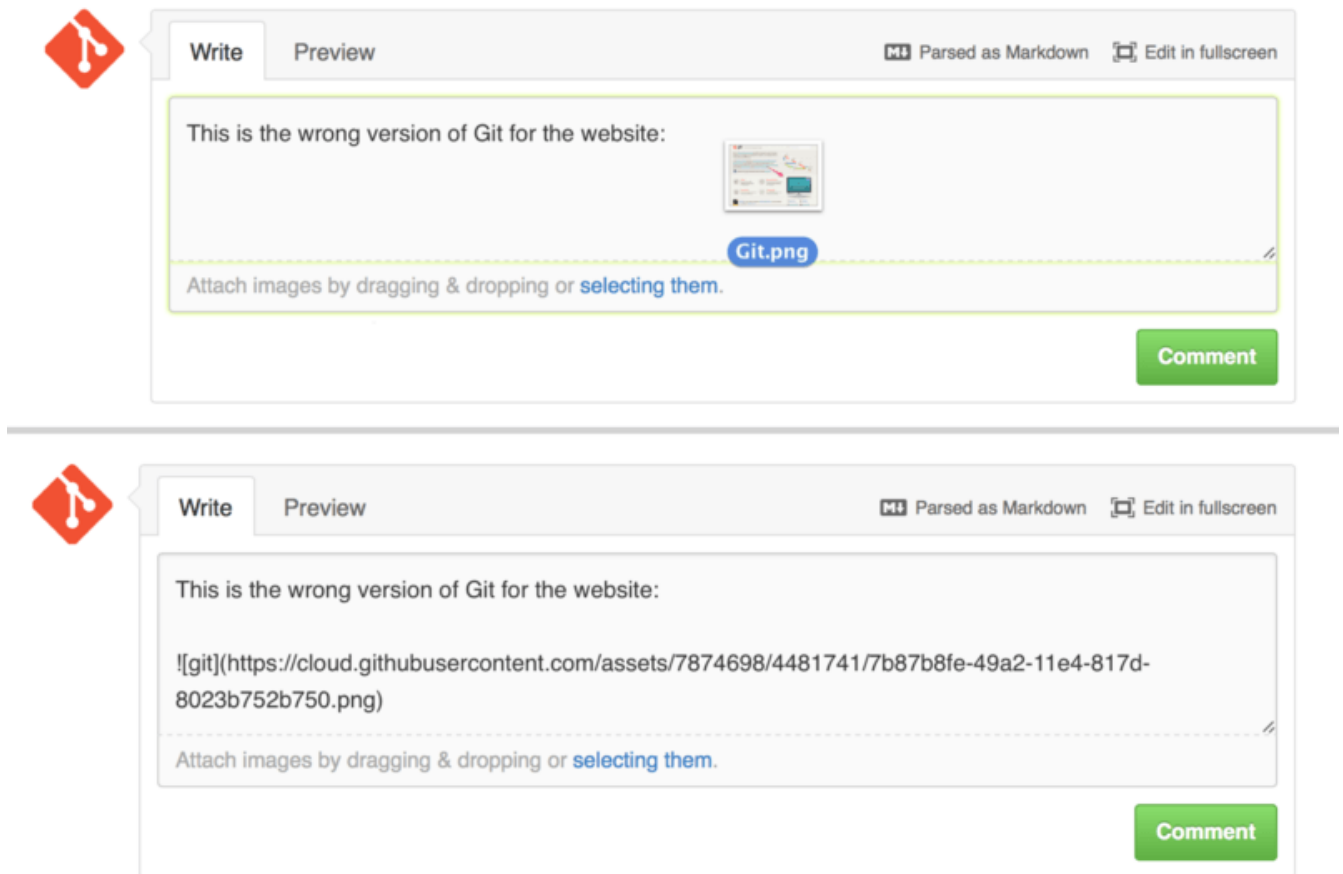 Write Preview Parsed as Markdown Edit in fullscreen
This is the wrong version of Git for the website:
Git.png
Attach images by dragging & dropping or selecting them.
Comment
Write Preview Parsed as Markdown Edit in fullscreen
This is the wrong version of Git for the website:
![git](https://cloud.githubusercontent.com/assets/7874698/4481741/7b87b8fe-49a2-11e4-817d-
8023b752b750.png)
Attach images by dragging & dropping or selecting them.
Comment